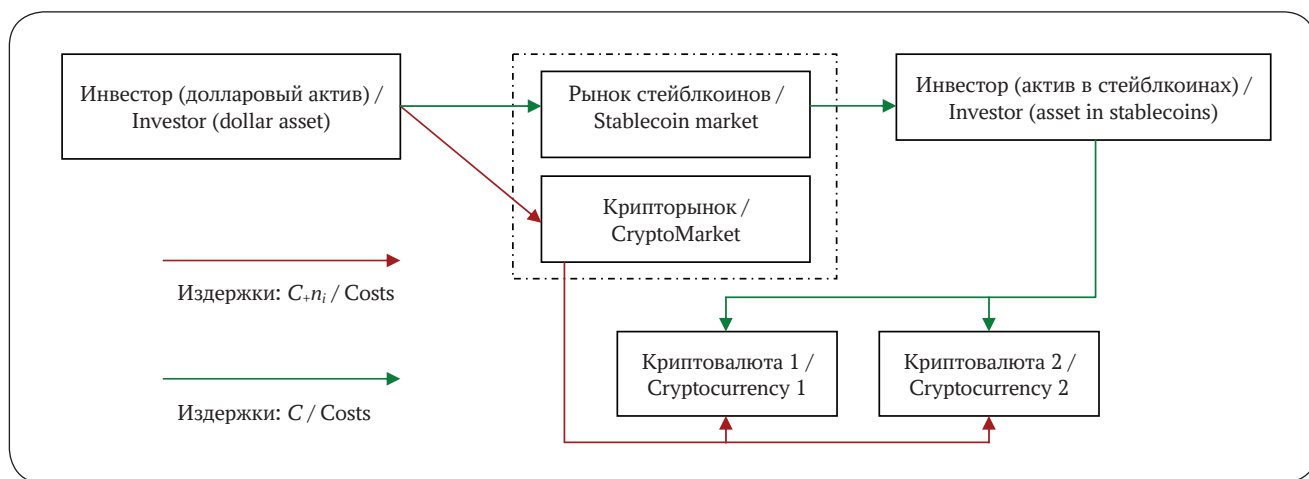 Инвестор (долларовый актив) /
Investor (dollar asset)
Рынок стейблкоинов /
Stablecoin market
Инвестор (актив в стейблкоинах) /
Investor (asset in stablecoins)
Крипторынок /
CryptoMarket
Издержки: C₊nᵢ / Costs
Криптовалюта 1 /
Cryptocurrency 1
Криптовалюта 2 /
Cryptocurrency 2
Издержки: C / Costs